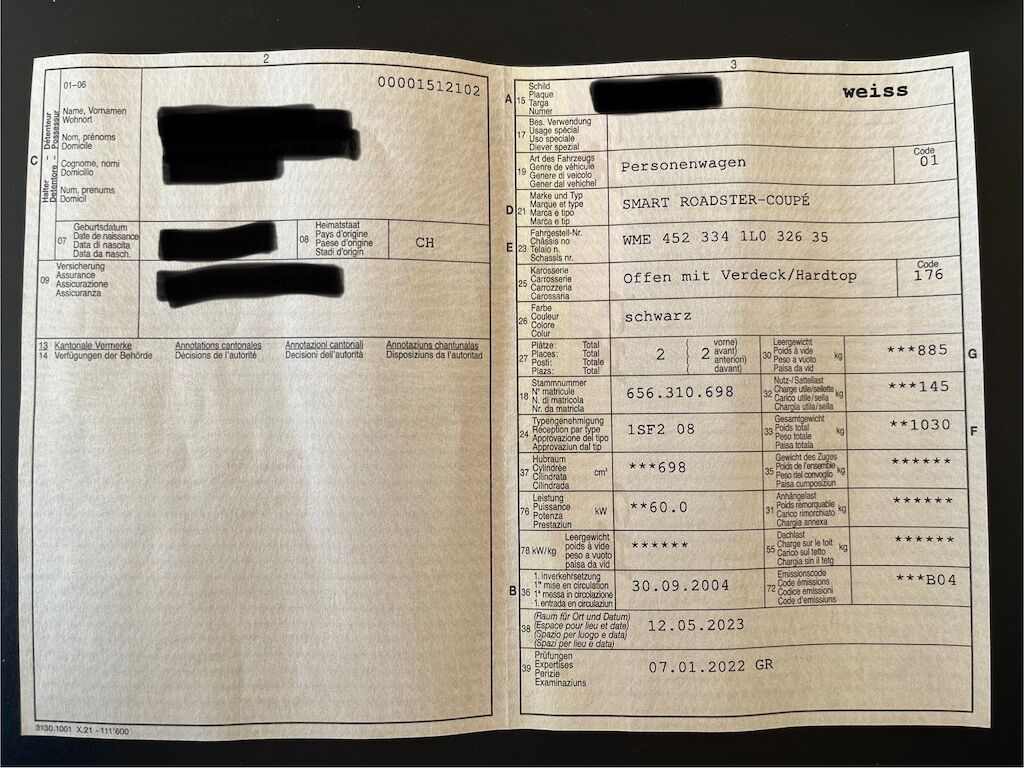 2
01-06
00001512102
C
Halter – Détenteur
Detentore – Possessur
Name, Vornamen
Wohnort
Nom, prénoms
Domicile
Cognome, nomi
Domicilio
Num, prenums
Domicil
07
Geburtsdatum
Date de naissance
Data di nascita
Data da nasch.
08
Heimatstaat
Pays d'origine
Paese d'origine
Stadi d'origin
CH
09
Versicherung
Assurance
Assicurazione
Assicuranza
13 Kantonale Vermerke Annotations cantonales Annotazioni cantonali Annotaziuns chantunalas
14 Verfügungen der Behörde Décisions de l'autorité Decisioni dell'autorità Disposiziuns da l'autoritad
3130.1001 X.21 - 111'600
3
A 15
Schild
Plaque
Targa
Numer
weiss
17
Bes. Verwendung
Usage spécial
Uso speciale
Diever spezial
19
Art des Fahrzeugs
Genre de véhicule
Genere di veicolo
Gener dal vehichel
Personenwagen
Code
01
D 21
Marke und Typ
Marque et type
Marca e tipo
Marca e tip
SMART ROADSTER-COUPÉ
E 23
Fahrgestell-Nr.
Châssis no
Telaio n.
Schassis nr.
WME 452 334 1L0 326 35
25
Karosserie
Carrosserie
Carrozzeria
Carossaria
Offen mit Verdeck/Hardtop
Code
176
26
Farbe
Couleur
Colore
Colur
schwarz
27
Plätze: Total
Places: Total
Posti: Totale
Plazs: Total
2
2
vorne)
avant)
anteriori)
davant)
30
Leergewicht
Poids à vide
Peso a vuoto
Paisa da vid
kg
***885
G
18
Stammnummer
N° matricule
N. di matricola
Nr. da matricla
656.310.698
32
Nutz-/Sattellast
Charge utile/sellette
Carico utile/sella
Chargia utila/sella
kg
***145
24
Typengenehmigung
Réception par type
Approvazione del tipo
Approvaziun dal tip
1SF2 08
33
Gesamtgewicht
Poids total
Peso totale
Paisa totala
kg
**1030
F
37
Hubraum
Cylindrée
Cilindrata
Cilindrada
cm³
***698
35
Gewicht des Zuges
Poids de l'ensemble
Peso del convoglio
Paisa cumposiziun
kg
******
76
Leistung
Puissance
Potenza
Prestaziun
kW
**60.0
31
Anhängelast
Poids remorquable
Carico rimorchiato
Chargia annexa
kg
******
78 kW/kg
Leergewicht
poids à vide
peso a vuoto
paisa da vid
******
55
Dachlast
Charge sur le toit
Carico sul tetto
Chargia sin il tetg
kg
******
B 36
1. Inverkehrsetzung
1re mise en circulation
1a messa in circolazione
1. entrada en circulaziun
30.09.2004
72
Emissionscode
Code émissions
Codice emissioni
Code d'emissiuns
***B04
38
(Raum für Ort und Datum)
(Espace pour lieu et date)
(Spazio per luogo e data)
(Spazi per lieu e data)
12.05.2023
39
Prüfungen
Expertises
Perizie
Examinaziuns
07.01.2022 GR